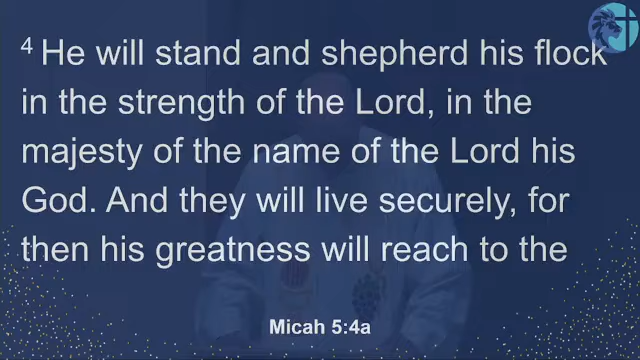 4 He will stand and shepherd his flock
in the strength of the Lord, in the
majesty of the name of the Lord his
God. And they will live securely, for
then his greatness will reach to the
Micah 5:4a